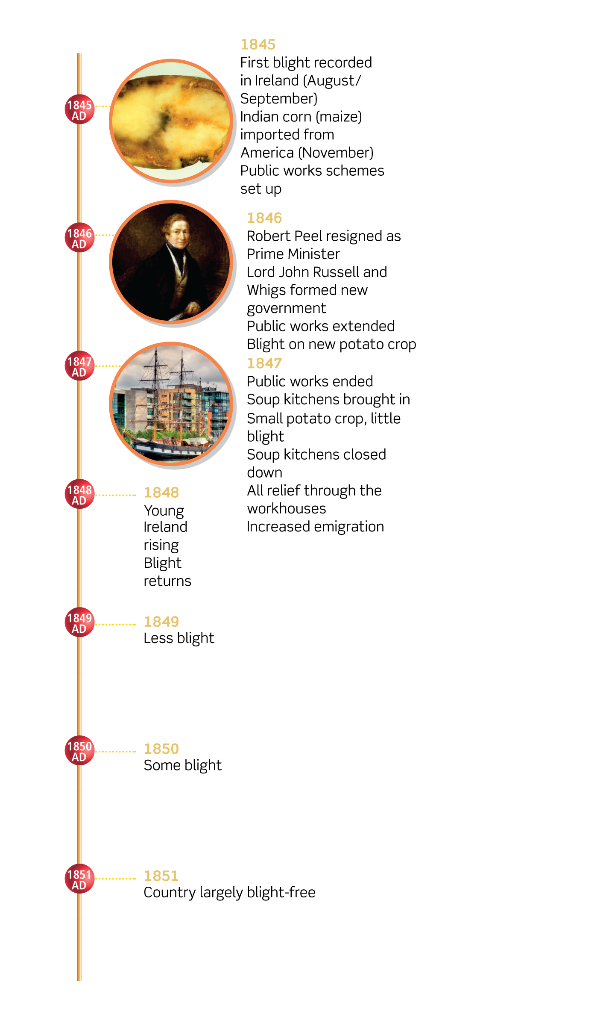 1845
AD
1845
First blight recorded
in Ireland (August/
September)
Indian corn (maize)
imported from
America (November)
Public works schemes
set up
1846
AD
1846
Robert Peel resigned as
Prime Minister
Lord John Russell and
Whigs formed new
government
Public works extended
Blight on new potato crop
1847
AD
1847
Public works ended
Soup kitchens brought in
Small potato crop, little
blight
Soup kitchens closed
down
All relief through the
workhouses
Increased emigration
1848
AD
1848
Young
Ireland
rising
Blight
returns
1849
AD
1849
Less blight
1850
AD
1850
Some blight
1851
AD
1851
Country largely blight-free